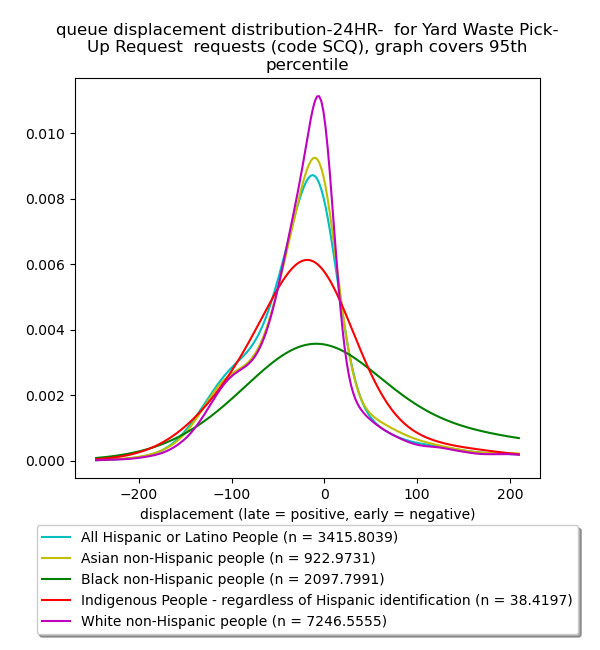 queue displacement distribution-24HR-  for Yard Waste Pick-
Up Request  requests (code SCQ), graph covers 95th
percentile
0.010
0.008
0.006
0.004
0.002
0.000
−200 −100 0 100 200
displacement (late = positive, early = negative)
All Hispanic or Latino People (n = 3415.8039)
Asian non-Hispanic people (n = 922.9731)
Black non-Hispanic people (n = 2097.7991)
Indigenous People - regardless of Hispanic identification (n = 38.4197)
White non-Hispanic people (n = 7246.5555)